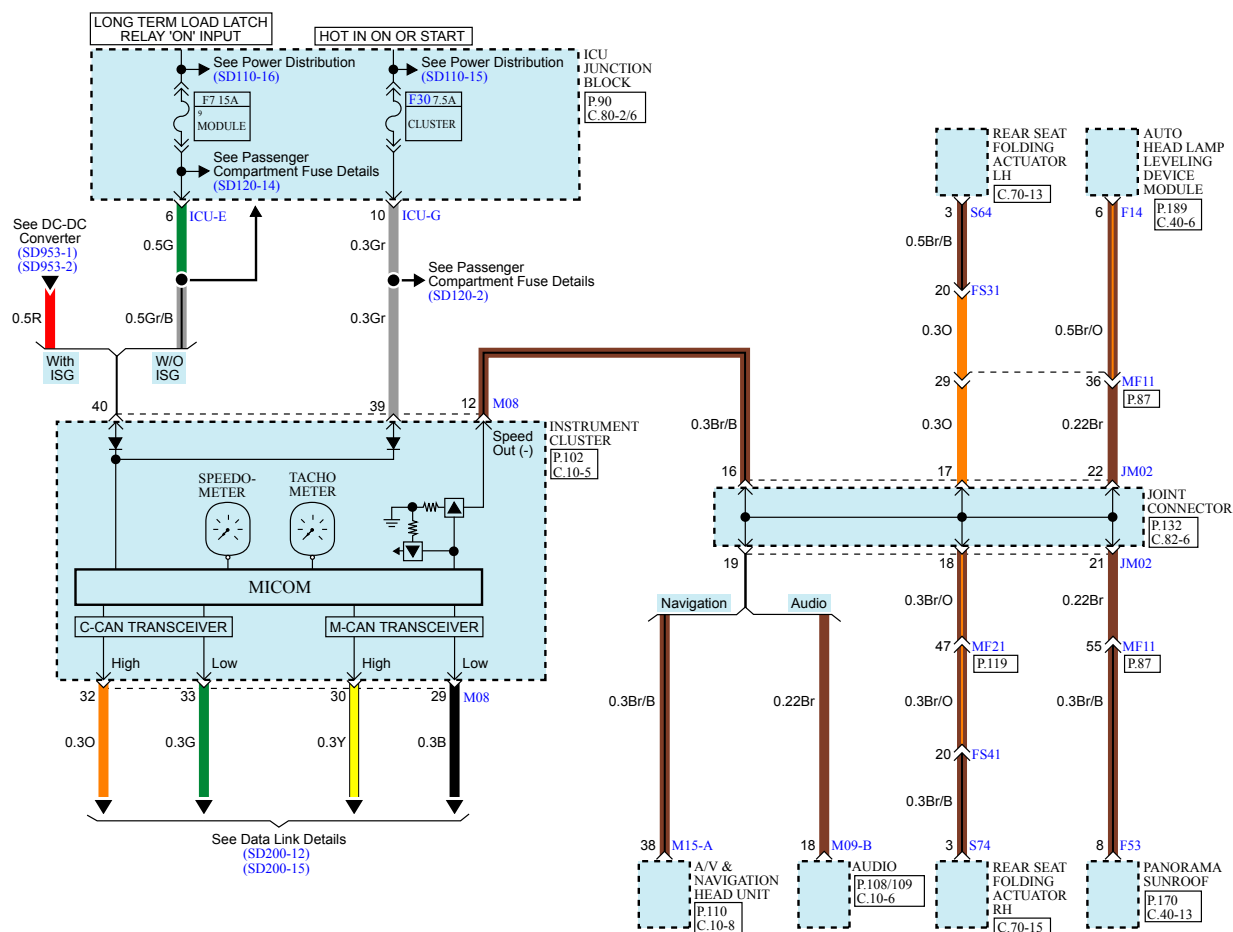 LONG TERM LOAD LATCH
RELAY 'ON' INPUT
HOT IN ON OR START
ICU
JUNCTION
BLOCK
P.90
C.80-2/6
See Power Distribution
(SD110-16)
See Power Distribution
(SD110-15)
F7 15A
9
MODULE
F30 7.5A
CLUSTER
See Passenger
Compartment Fuse Details
(SD120-14)
6 ICU-E
10 ICU-G
See DC-DC
Converter
(SD953-1)
(SD953-2)
0.5G
0.3Gr
See Passenger
Compartment Fuse Details
(SD120-2)
0.5R
0.5Gr/B
0.3Gr
With
ISG
W/O
ISG
40
39
12 M08
REAR SEAT
FOLDING
ACTUATOR
LH
C.70-13
AUTO
HEAD LAMP
LEVELING
DEVICE
MODULE
P.189
C.40-6
3 S64
6 F14
0.5Br/B
20 FS31
0.3O
0.5Br/O
29
36 MF11
P.87
0.3Br/B
0.3O
0.22Br
16
17
22 JM02
JOINT
CONNECTOR
P.132
C.82-6
19
18
21 JM02
INSTRUMENT
CLUSTER
P.102
C.10-5
Speed
Out (-)
SPEEDO-
METER
TACHO
METER
MICOM
C-CAN TRANSCEIVER
M-CAN TRANSCEIVER
High
Low
High
Low
32
33
30
29 M08
0.3O
0.3G
0.3Y
0.3B
See Data Link Details
(SD200-12)
(SD200-15)
Navigation
Audio
0.3Br/O
0.22Br
47 MF21
P.119
55 MF11
P.87
0.3Br/B
0.22Br
0.3Br/O
0.3Br/B
20 FS41
0.3Br/B
38 M15-A
18 M09-B
3 S74
8 F53
A/V &
NAVIGATION
HEAD UNIT
P.110
C.10-8
AUDIO
P.108/109
C.10-6
REAR SEAT
FOLDING
ACTUATOR
RH
C.70-15
PANORAMA
SUNROOF
P.170
C.40-13